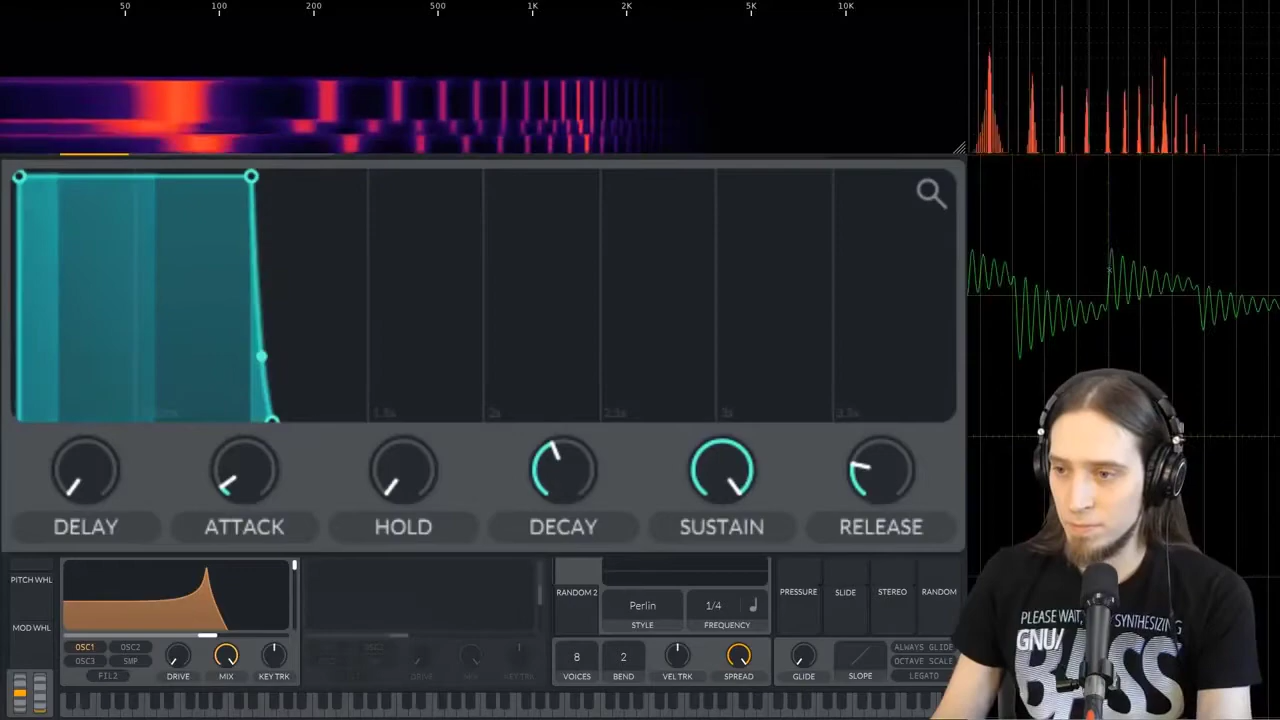 50 100 200 500 1K 2K 5K 10K
DELAY ATTACK HOLD DECAY SUSTAIN RELEASE
PITCH WHL
MOD WHL
OSC1 OSC2
OSC3 SMP
FIL2
DRIVE MIX KEY TRK
RANDOM 2
Perlin
STYLE
1/4
FREQUENCY
PRESSURE SLIDE STEREO RANDOM
8
VOICES
2
BEND
VEL TRK
SPREAD
GLIDE
SLOPE
ALWAYS GLIDE
OCTAVE SCALE
LEGATO
PLEASE WAIT, SYNTHESIZING
GNU/
BASS